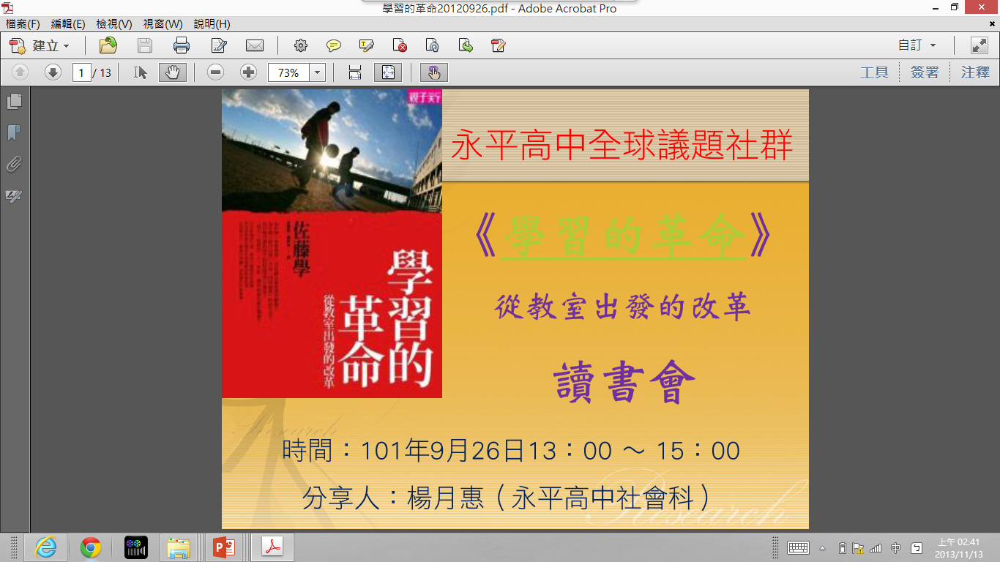 學習的革命20120926.pdf - Adobe Acrobat Pro
檔案(F) 編輯(E) 檢視(V) 視窗(W) 說明(H)
建立 自訂
1 / 13 73% 工具 簽署 注釋
親子天下
永平高中全球議題社群
《學習的革命》
從教室出發的改革
讀書會
佐藤學
學習的
革命
從教室出發的改革
Research
時間：101年9月26日13：00 ～ 15：00
分享人：楊月惠（永平高中社會科）
Research
中
上午 02:41
2013/11/13